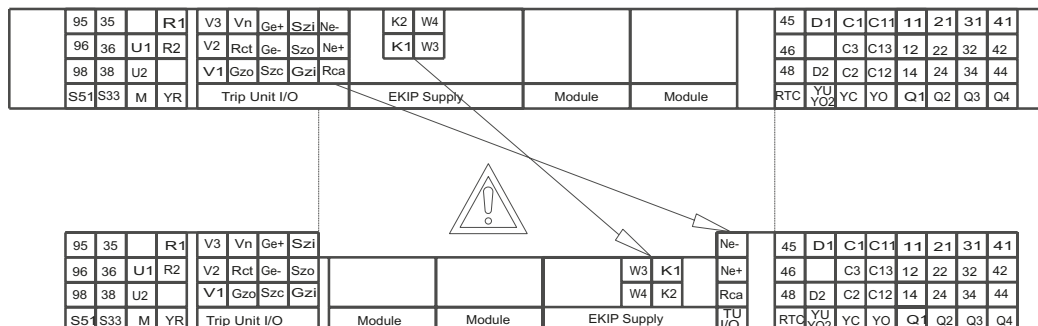 95 35 R1 V3 Vn Ge+ Szi Ne- K2 W4 45 D1 C1 C11 11 21 31 41
96 36 U1 R2 V2 Rct Ge- Szo Ne+ K1 W3 46 C3 C13 12 22 32 42
98 38 U2 V1 Gzo Szc Gzi Rca 48 D2 C2 C12 14 24 34 44
S51 S33 M YR Trip Unit I/O EKIP Supply Module Module RTC YU YO2 YC YO Q1 Q2 Q3 Q4
95 35 R1 V3 Vn Ge+ Szi Ne- 45 D1 C1 C11 11 21 31 41
96 36 U1 R2 V2 Rct Ge- Szo W3 K1 Ne+ 46 C3 C13 12 22 32 42
98 38 U2 V1 Gzo Szc Gzi W4 K2 Rca 48 D2 C2 C12 14 24 34 44
S51 S33 M YR Trip Unit I/O Module Module EKIP Supply TU I/O RTC YU YO2 YC YO Q1 Q2 Q3 Q4